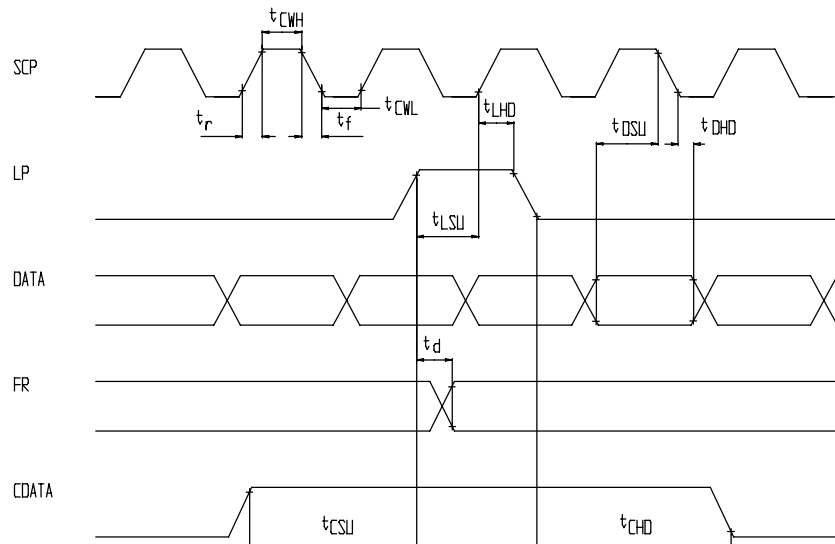 tCWH
SCP
tr
tf
tCWL
tLHD
tDSU
tDHD
LP
tLSU
DATA
td
FR
CDATA
tCSU
tCHD